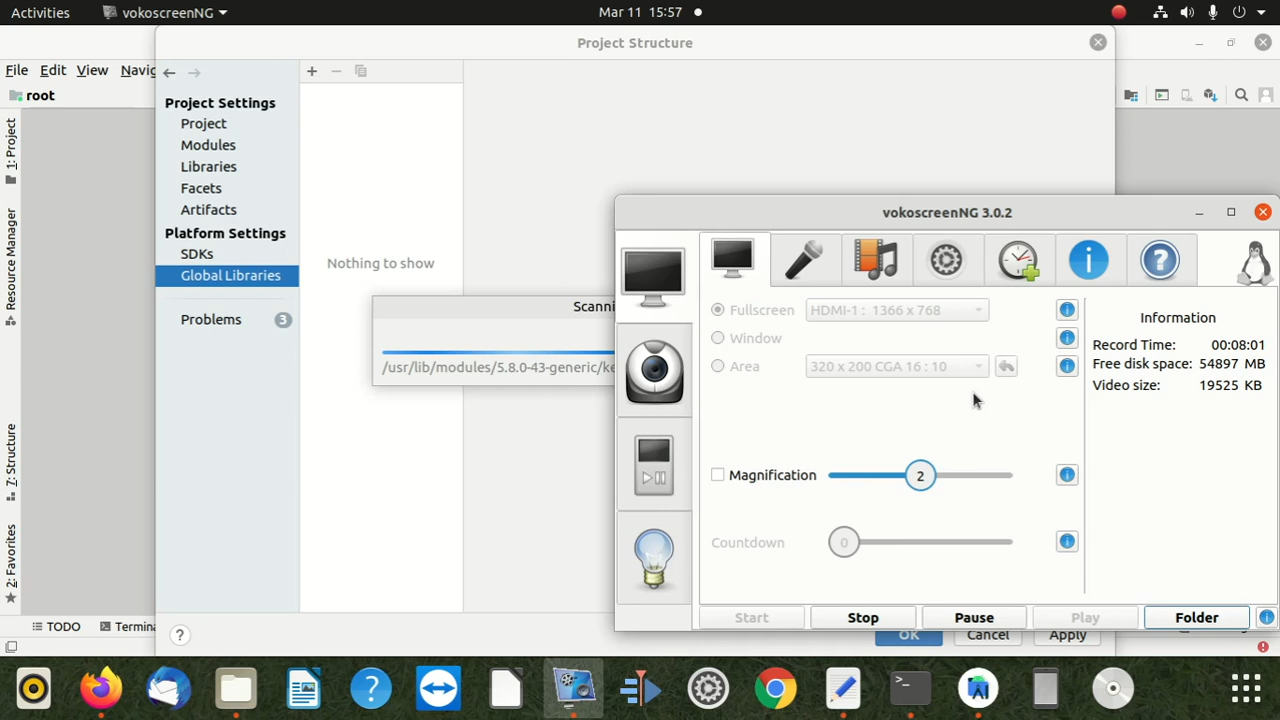 Activities
vokoscreenNG
Mar 11 15:57
Project Structure
File Edit View Navig
root
Project Settings
Project
Modules
Libraries
Facets
Artifacts
Platform Settings
SDKs
Global Libraries
Problems 3
Nothing to show
Scanni
/usr/lib/modules/5.8.0-43-generic/ke
1: Project
Resource Manager
Z: Structure
2: Favorites
TODO
Termina
OK
Cancel
Apply
vokoscreenNG 3.0.2
Fullscreen
HDMI-1 : 1366 x 768
Window
Area
320 x 200 CGA 16 : 10
Magnification
2
Countdown
0
Information
Record Time: 00:08:01
Free disk space: 54897 MB
Video size: 19525 KB
Start
Stop
Pause
Play
Folder